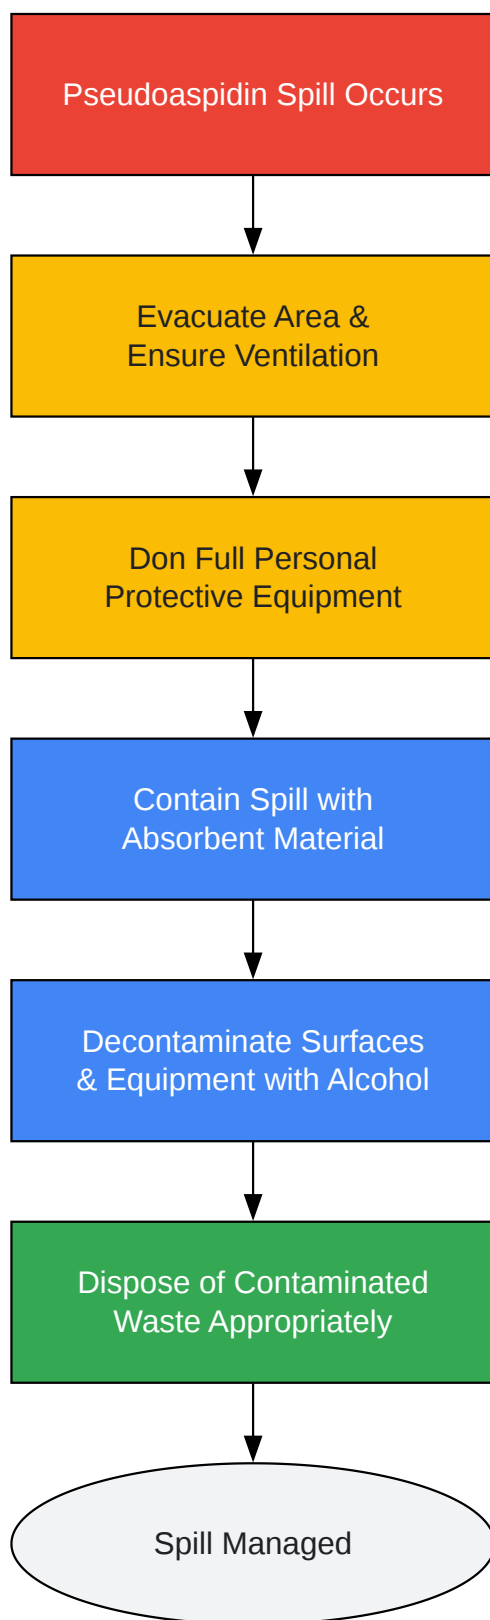 Pseudoaspidin Spill Occurs
Evacuate Area &
Ensure Ventilation
Don Full Personal
Protective Equipment
Contain Spill with
Absorbent Material
Decontaminate Surfaces
& Equipment with Alcohol
Dispose of Contaminated
Waste Appropriately
Spill Managed